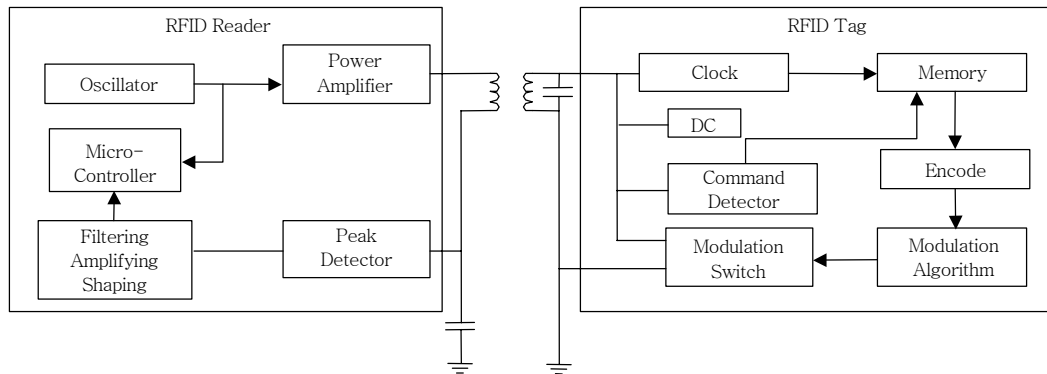 RFID Reader
Oscillator
Power
Amplifier
Micro-
Controller
Filtering
Amplifying
Shaping
Peak
Detector
RFID Tag
Clock
Memory
DC
Command
Detector
Encode
Modulation
Switch
Modulation
Algorithm